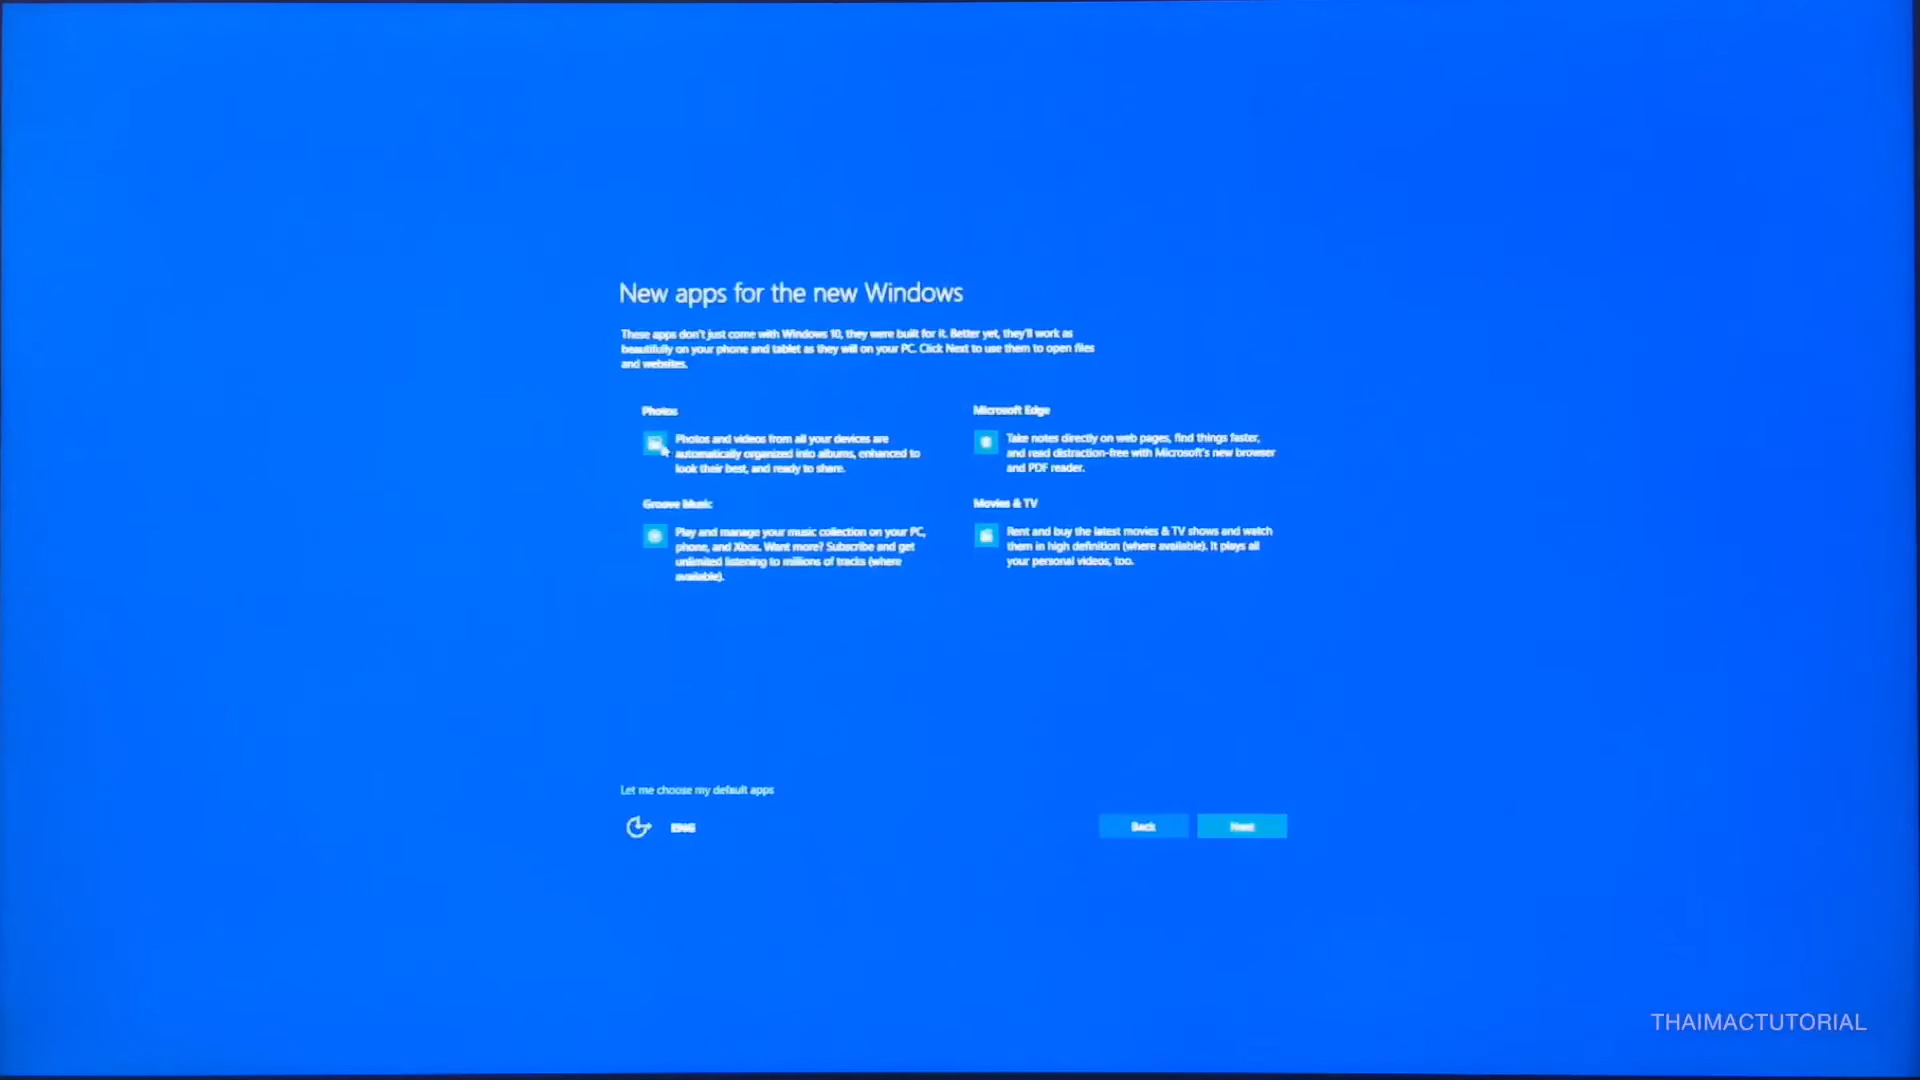 New apps for the new Windows
These apps don't just come with Windows 10, they were built for it. Better yet, they'll work as
beautifully on your phone and tablet as they will on your PC. Click Next to use them to open files
and websites.
Photos
Photos and videos from all your devices are
automatically organized into albums, enhanced to
look their best, and ready to share.
Microsoft Edge
Take notes directly on web pages, find things faster,
and read distraction-free with Microsoft's new browser
and PDF reader.
Groove Music
Play and manage your music collection on your PC,
phone, and Xbox. Want more? Subscribe and get
unlimited listening to millions of tracks (where
available).
Movies & TV
Rent and buy the latest movies & TV shows and watch
them in high definition (where available). It plays all
your personal videos, too.
Let me choose my default apps
ENG
Back
Next
THAIMACTUTORIAL